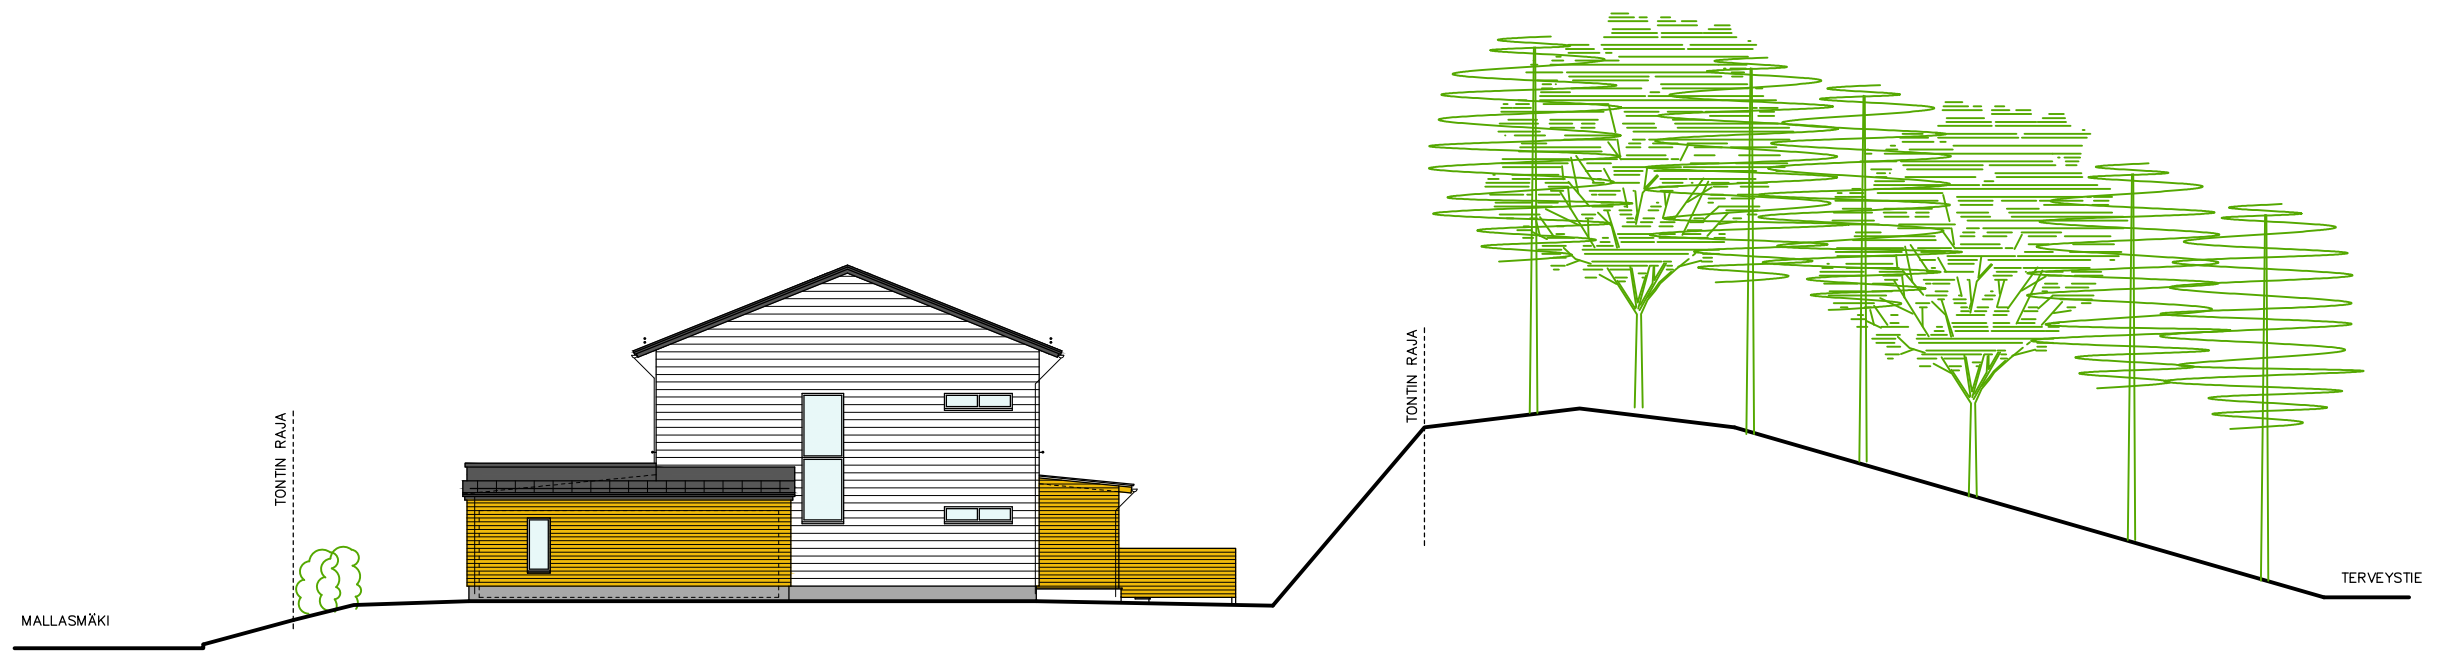 MALLASMÄKI
TONTIN RAJA
TONTIN RAJA
TERVEYSTIE